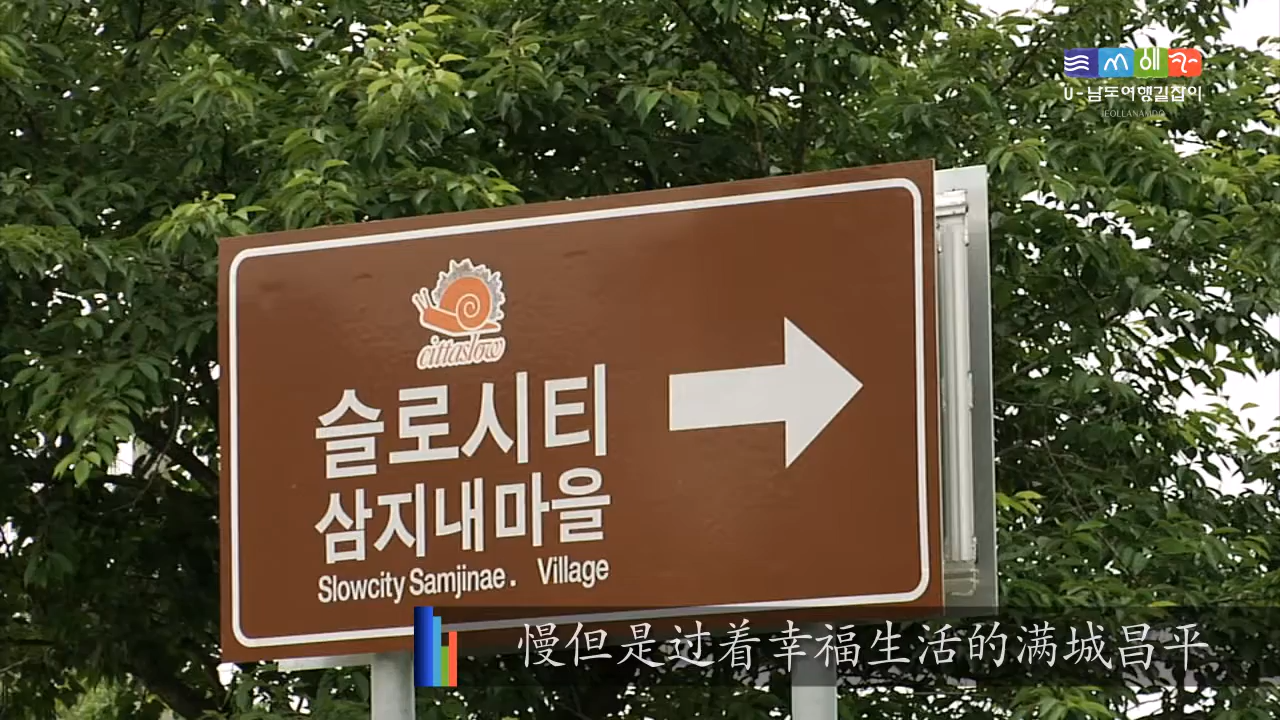 U-남도여행길잡이
JEOLLANAMDO
cittaslow
슬로시티
삼지내마을
Slowcity Samjinae. Village
慢但是过着幸福生活的满城昌平